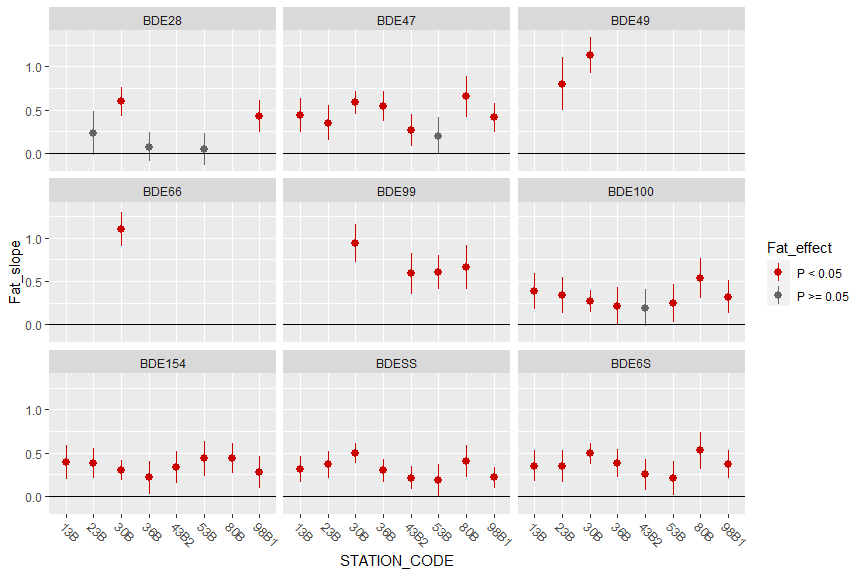 BDE28 BDE47 BDE49
1.0
0.5
0.0
BDE66 BDE99 BDE100
1.0
0.5
0.0
BDE154 BDESS BDE6S
1.0
0.5
0.0
13B 23B 30B 36B 43B2 53B 80B 98B1 13B 23B 30B 36B 43B2 53B 80B 98B1 13B 23B 30B 36B 43B2 53B 80B 98B1
STATION_CODE
Fat_slope
Fat_effect
P < 0.05
P >= 0.05